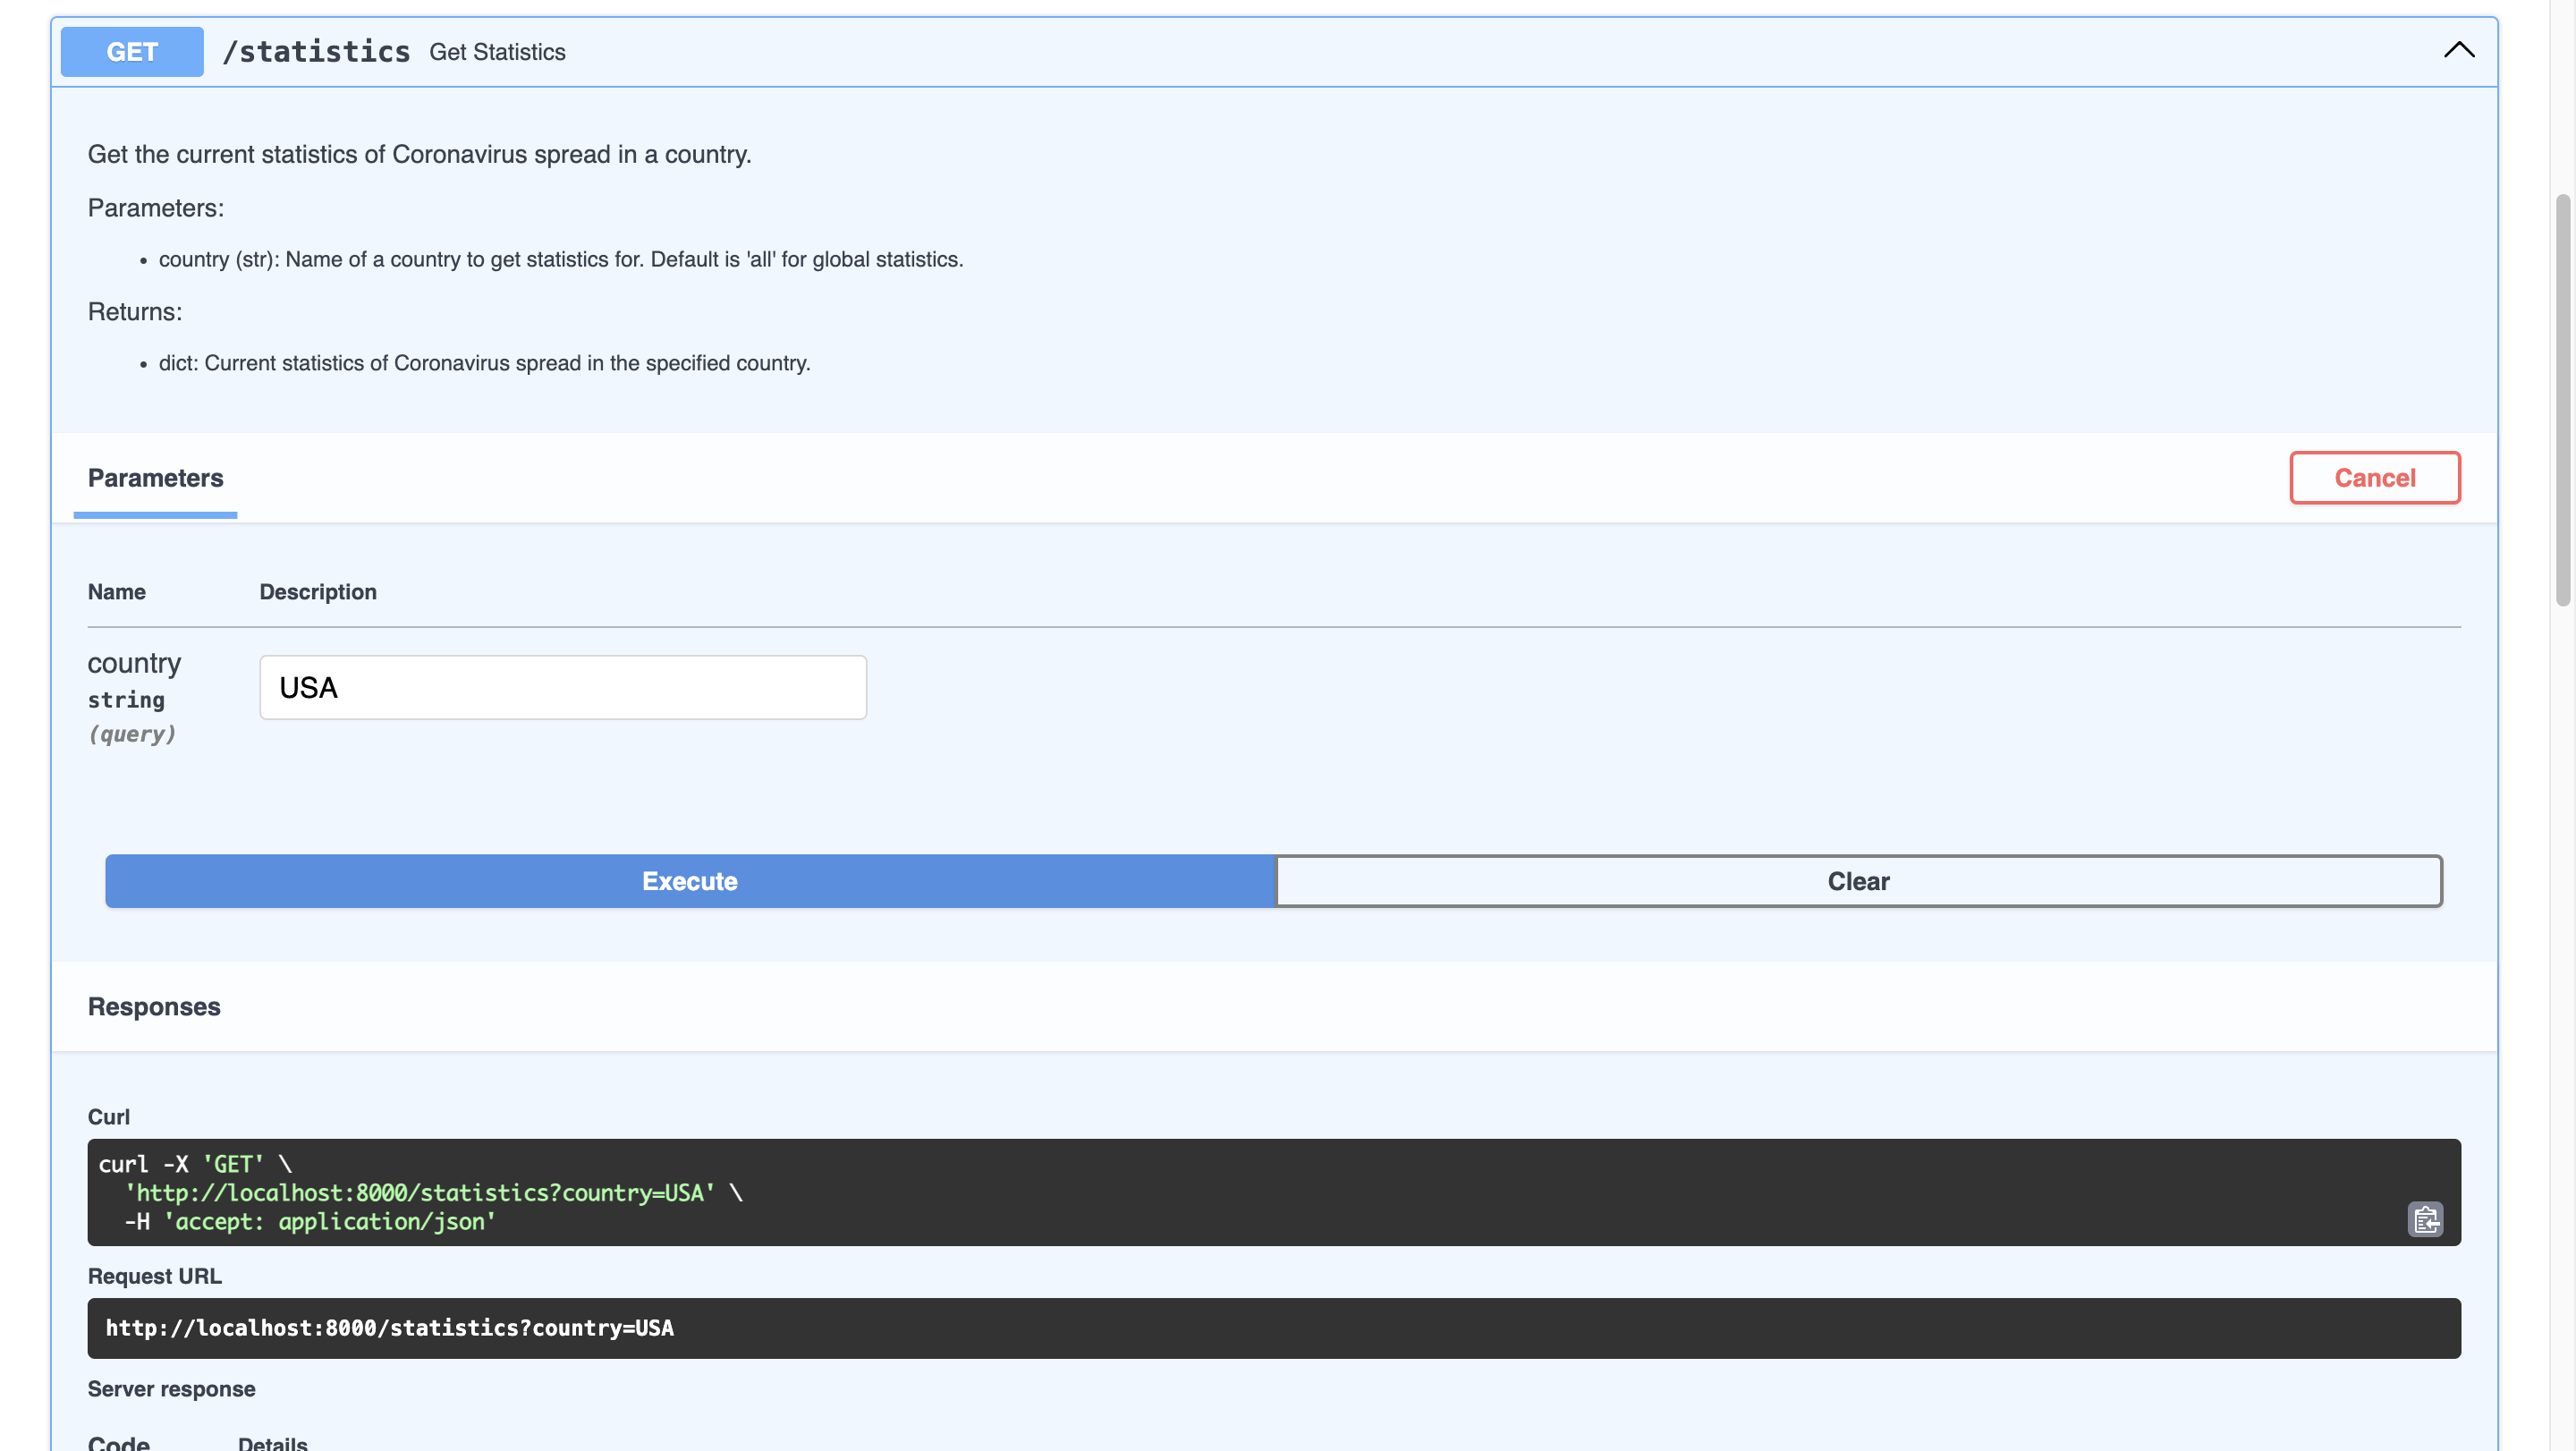 GET /statistics Get Statistics
Get the current statistics of Coronavirus spread in a country.
Parameters:
• country (str): Name of a country to get statistics for. Default is 'all' for global statistics.
Returns:
• dict: Current statistics of Coronavirus spread in the specified country.
Parameters Cancel
Name Description
country
string
(query)
USA
Execute Clear
Responses
Curl
curl -X 'GET' \
'http://localhost:8000/statistics?country=USA' \
-H 'accept: application/json'
Request URL
http://localhost:8000/statistics?country=USA
Server response
Code Details